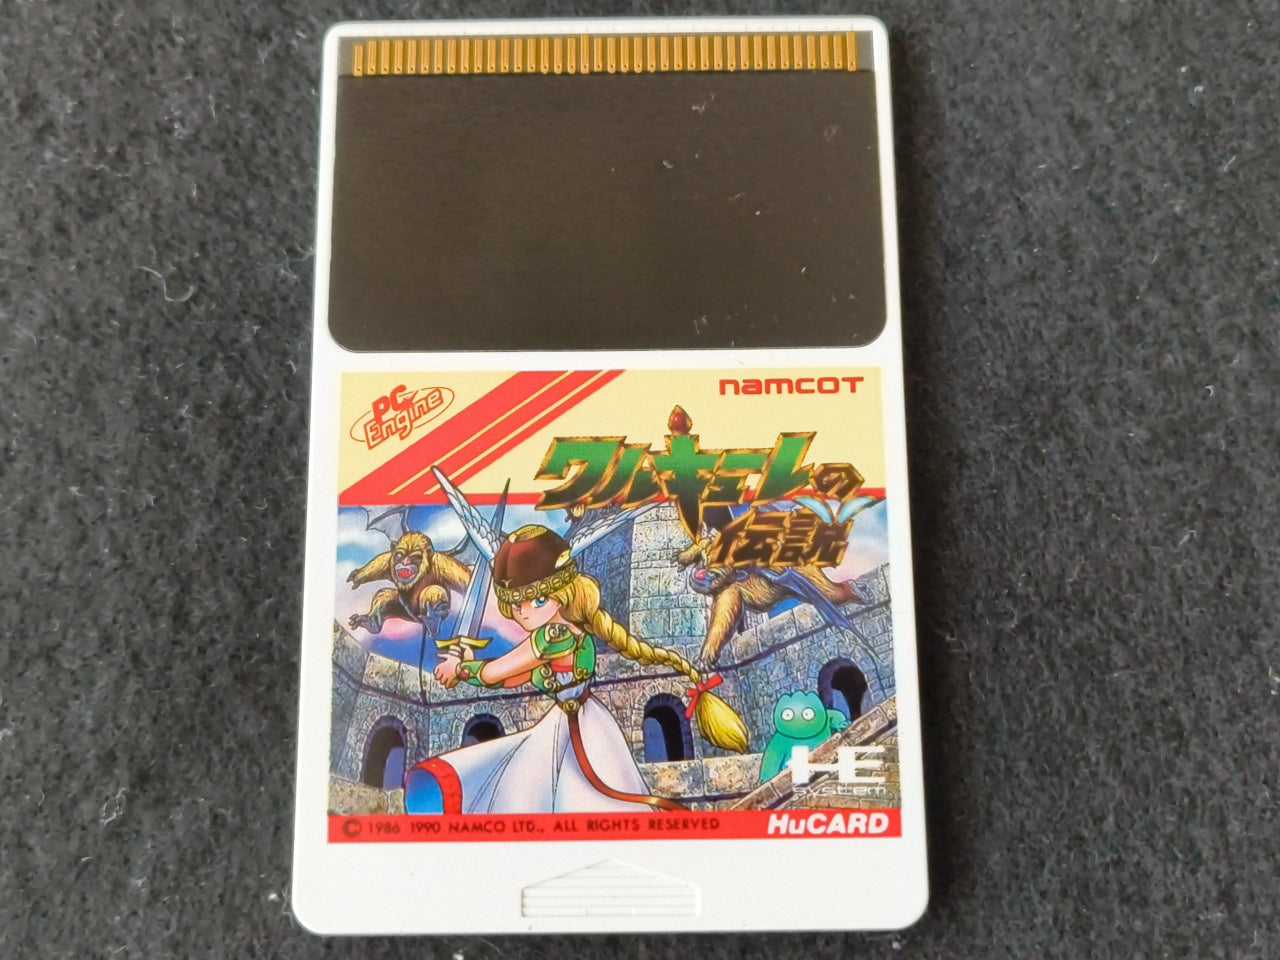 PC Engine
namcot
ワルキューレの
伝説
HE
system
© 1986 1990 NAMCO LTD., ALL RIGHTS RESERVED
HuCARD